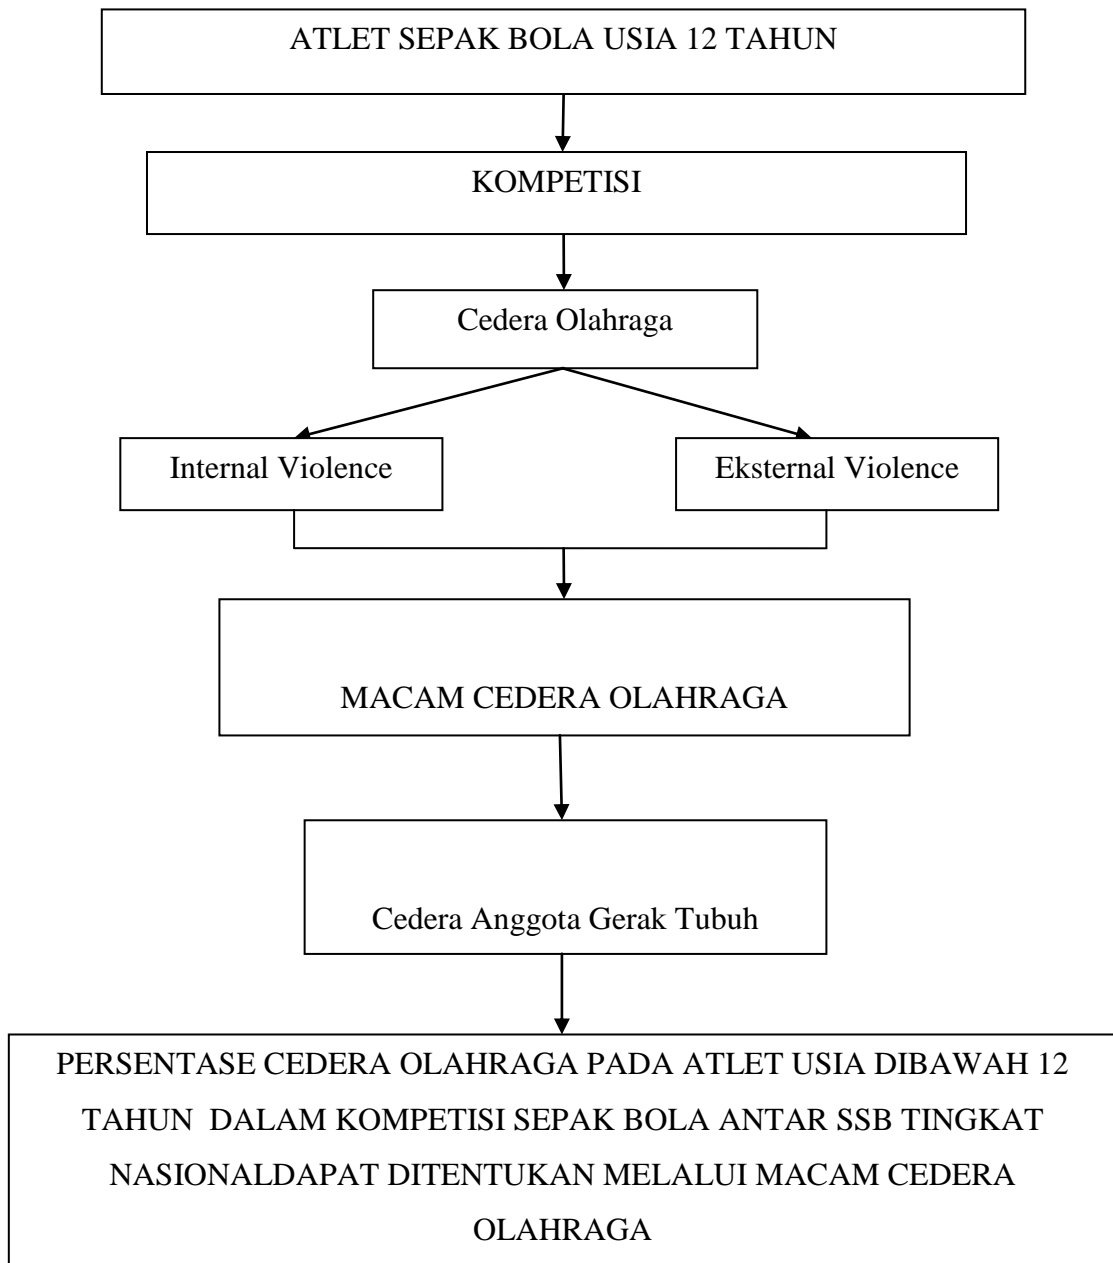 ATLET SEPAK BOLA USIA 12 TAHUN
KOMPETISI
Cedera Olahraga
Internal Violence
Eksternal Violence
MACAM CEDERA OLAHRAGA
Cedera Anggota Gerak Tubuh
PERSENTASE CEDERA OLAHRAGA PADA ATLET USIA DIBAWAH 12
TAHUN DALAM KOMPETISI SEPAK BOLA ANTAR SSB TINGKAT
NASIONALDAPAT DITENTUKAN MELALUI MACAM CEDERA
OLAHRAGA